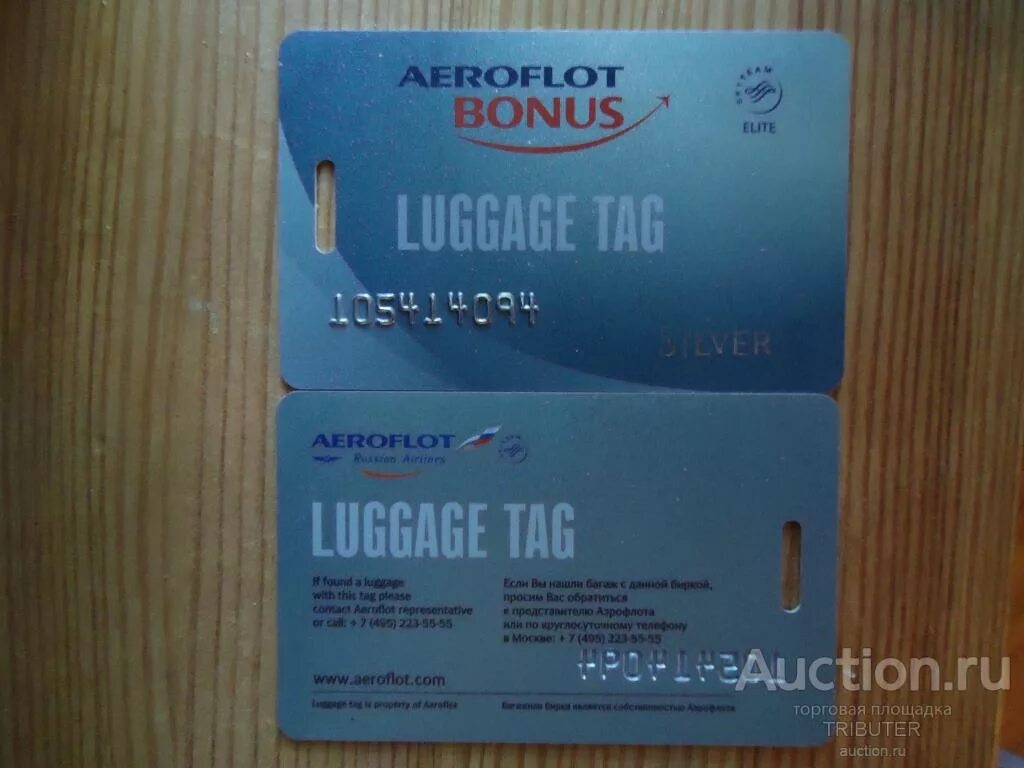 AEROFLOT
BONUS
SKYTEAM
ELITE
LUGGAGE TAG
105414094
SILVER
AEROFLOT
Russian Airlines
LUGGAGE TAG
If found a luggage
with this tag please
contact Aeroflot representative
or call: + 7 (495) 223-55-55
Если Вы нашли багаж с данной биркой,
просим Вас обратиться
к представителю Аэрофлота
или по круглосуточному телефону
в Москве: + 7 (495) 223-55-55
www.aeroflot.com
Luggage tag is property of Aeroflot
Багажная бирка является собственностью Аэрофлота
Auction.ru
торговая площадка
TRIBUTER
auction.ru